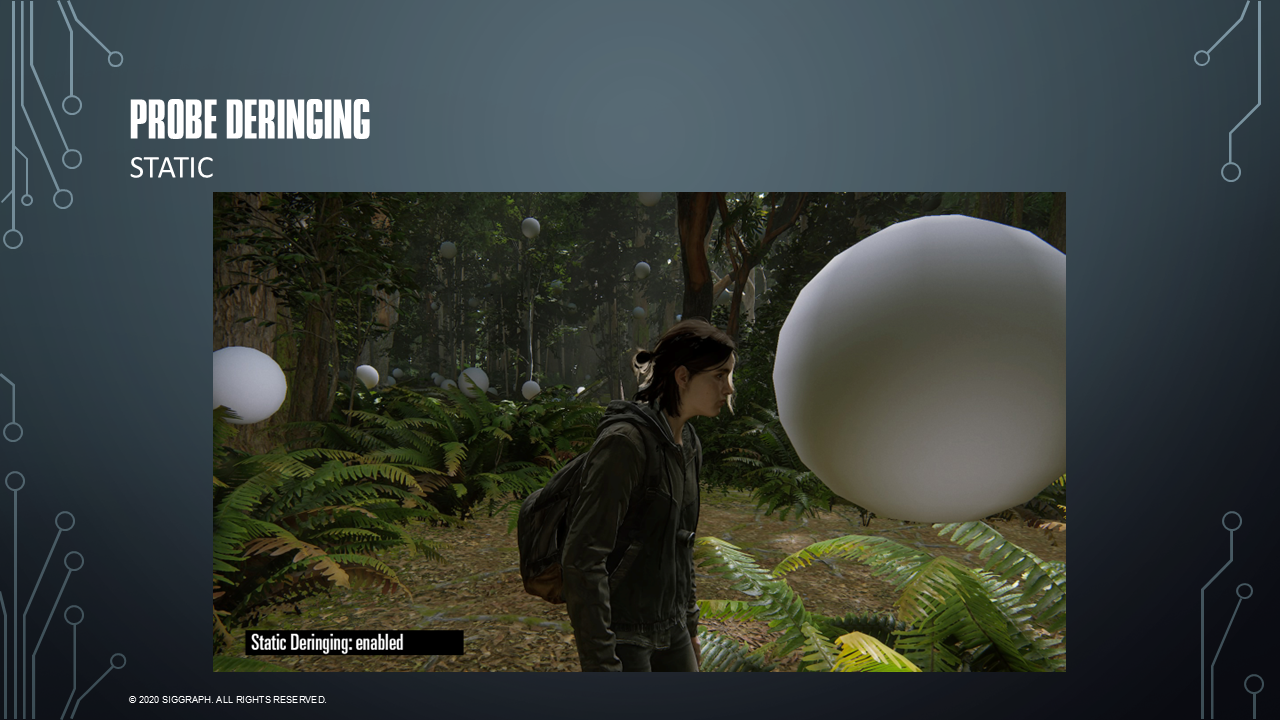 PROBE DERINGING
STATIC
Static Deringing: enabled
© 2020 SIGGRAPH. ALL RIGHTS RESERVED.